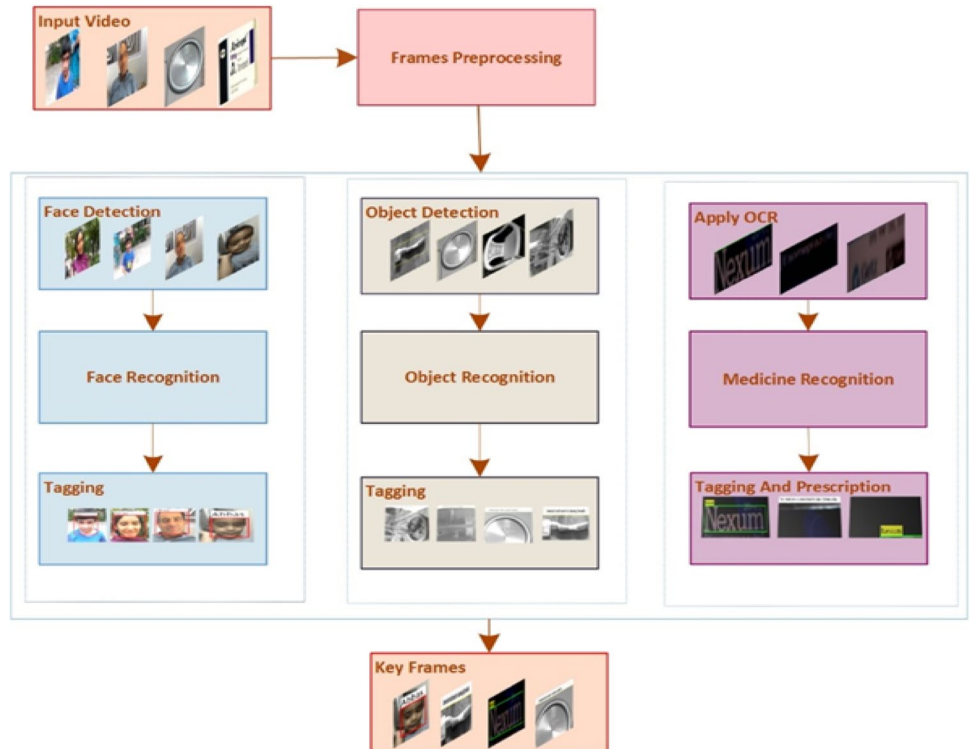 Input Video
Frames Preprocessing
Face Detection
Object Detection
Apply OCR
Nexum
Face Recognition
Object Recognition
Medicine Recognition
Tagging
Tagging
Tagging And Prescription
Nexum
Key Frames
Nexum